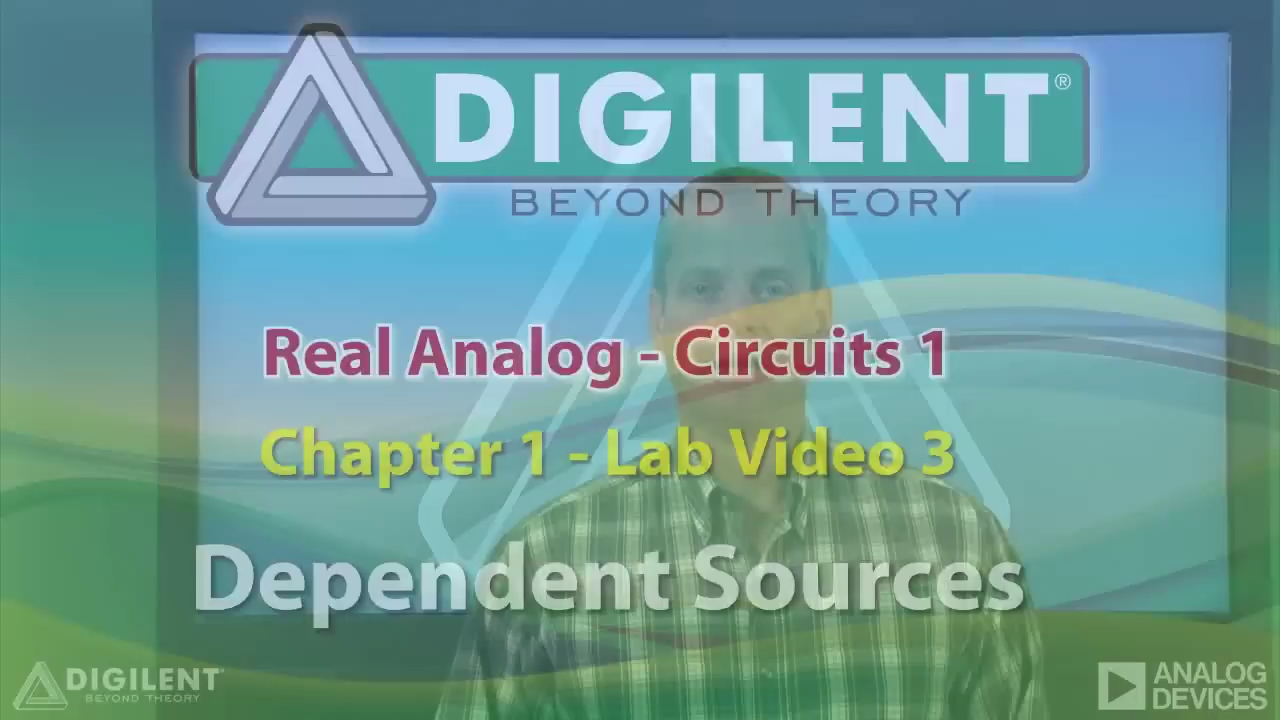 DIGILENT®
BEYOND THEORY
Real Analog - Circuits 1
Chapter 1 - Lab Video 3
Dependent Sources
DIGILENT®
BEYOND THEORY
ANALOG
DEVICES